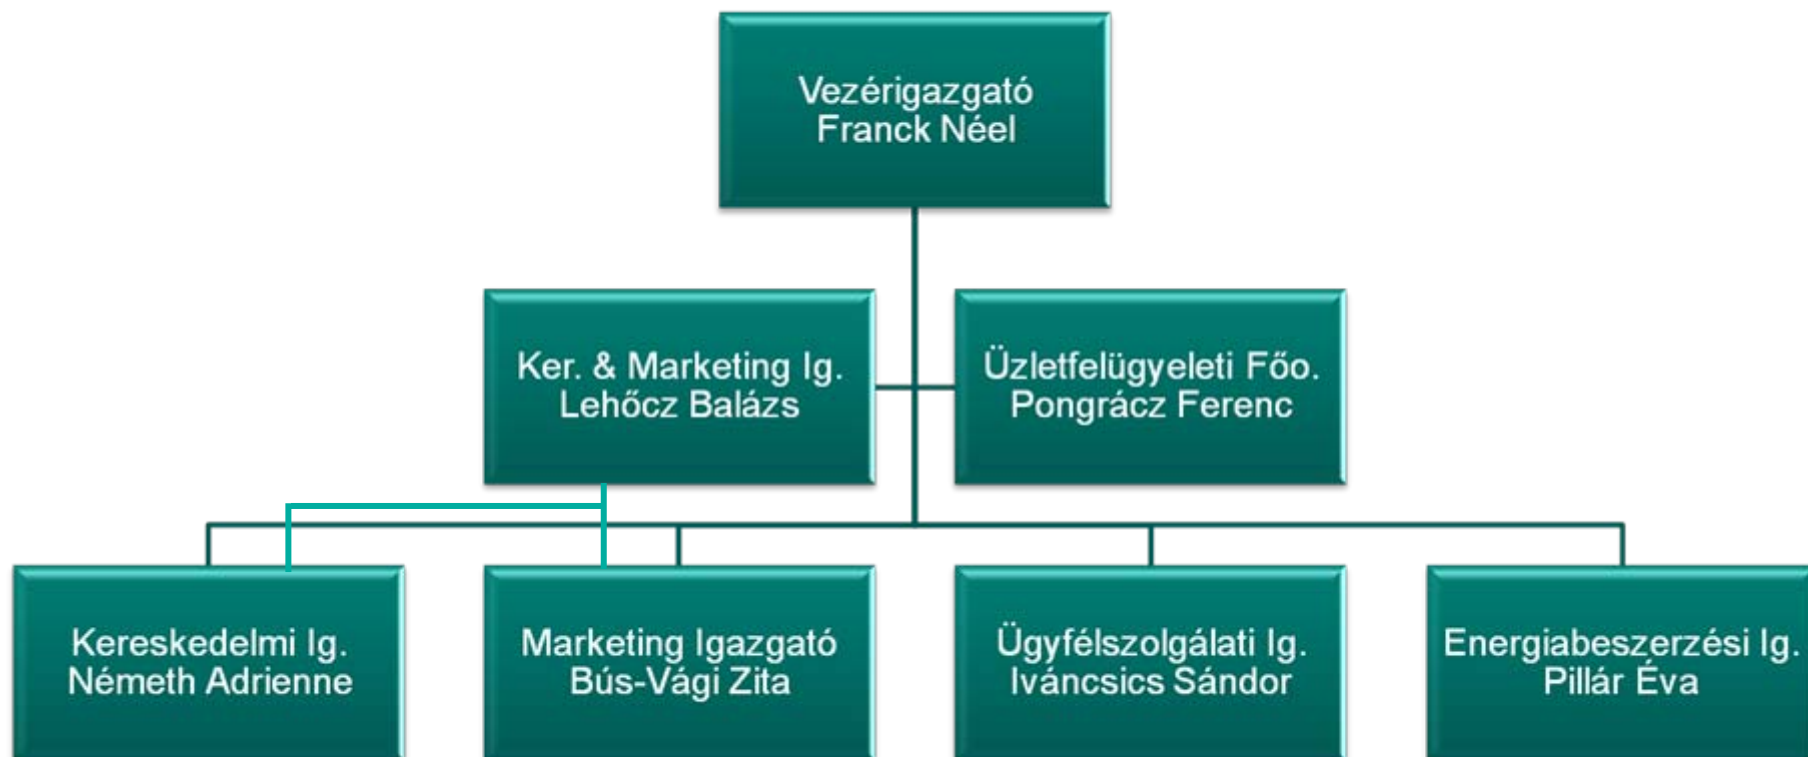 Vezérigazgató
Franck Néel
Ker. & Marketing Ig.
Lehőcz Balázs
Üzletfelügyeleti Főo.
Pongrácz Ferenc
Kereskedelmi Ig.
Németh Adrienne
Marketing Igazgató
Bús-Vági Zita
Ügyfélszolgálati Ig.
Iváncsics Sándor
Energiabeszerzési Ig.
Pillár Éva